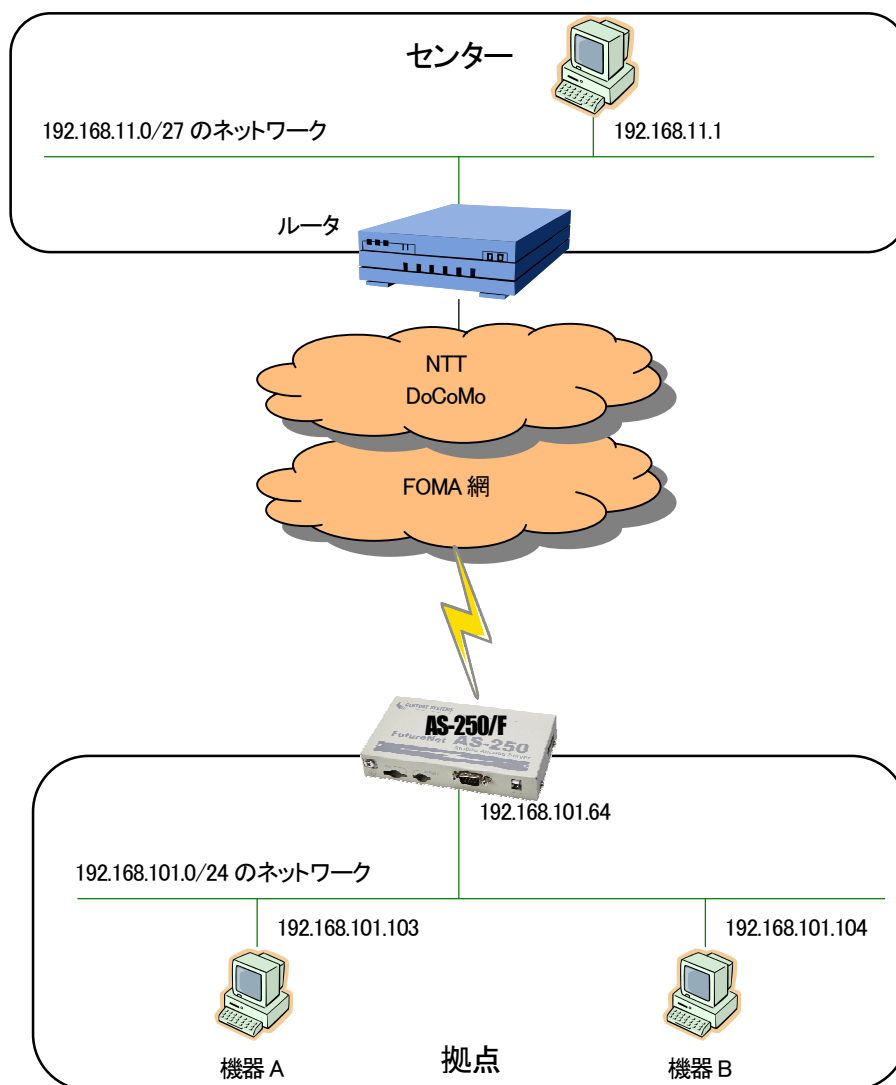 センター
192.168.11.0/27 のネットワーク
192.168.11.1
ルータ
NTT
DoCoMo
FOMA 網
CENTURY SYSTEMS
AS-250/F
FutureNet AS-250
192.168.101.64
192.168.101.0/24 のネットワーク
192.168.101.103
192.168.101.104
機器 A
拠点
機器 B